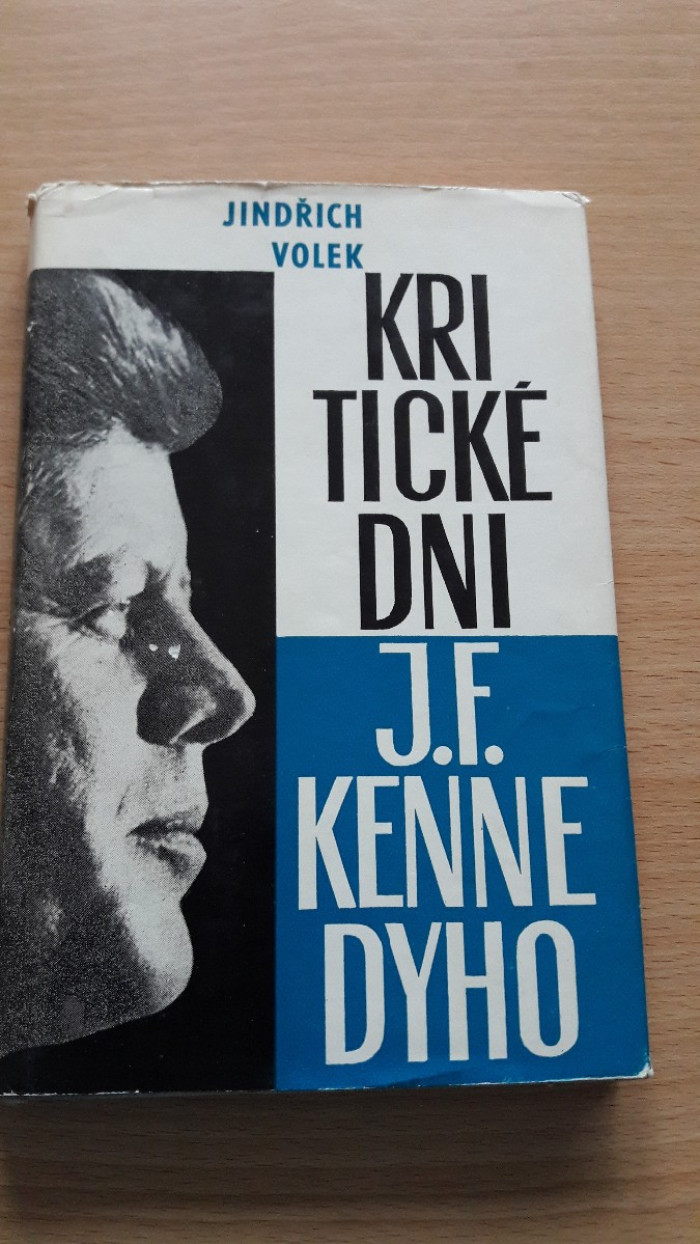 JINDŘICH
VOLEK
KRI
TICKÉ
DNI
J.F.
KENNE
DYHO